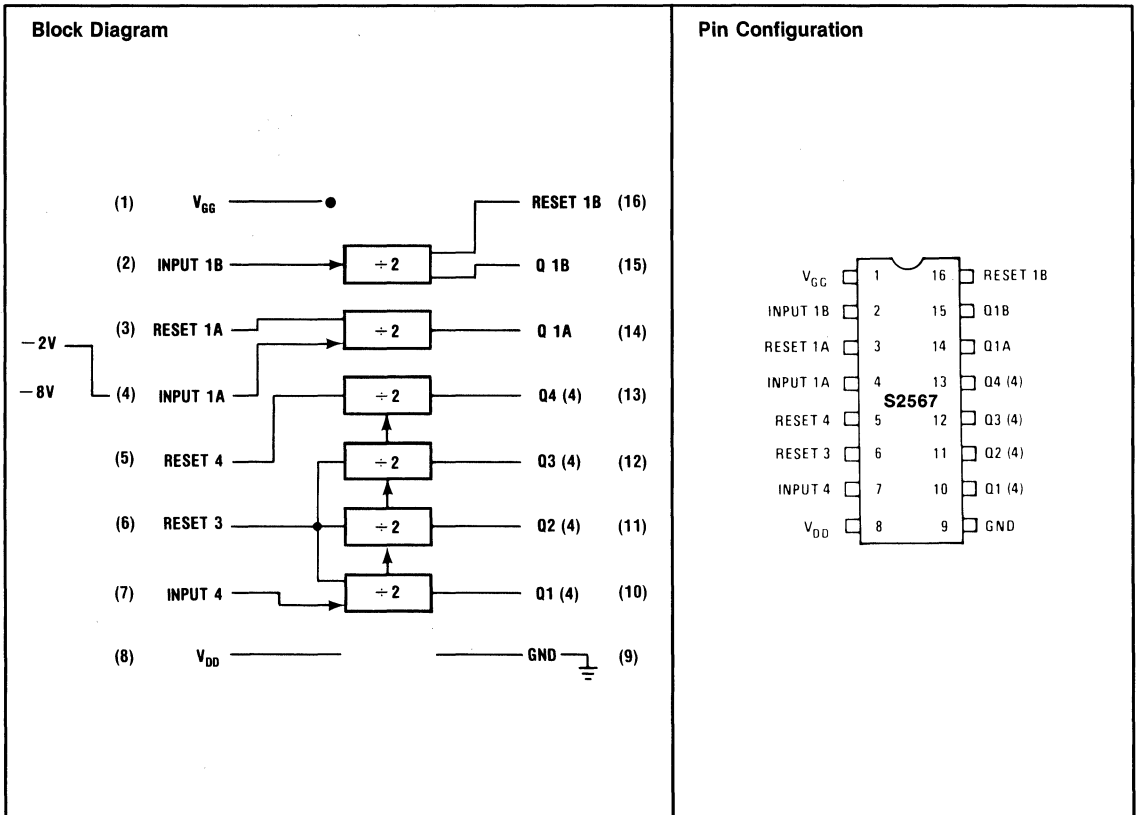 Block Diagram
(1) VGG RESET 1B (16)
(2) INPUT 1B ÷2 Q 1B (15)
(3) RESET 1A ÷2 Q 1A (14)
−2V
−8V (4) INPUT 1A ÷2 Q4 (4) (13)
(5) RESET 4 ÷2 Q3 (4) (12)
(6) RESET 3 ÷2 Q2 (4) (11)
(7) INPUT 4 ÷2 Q1 (4) (10)
(8) VDD GND (9)
Pin Configuration
VGG 1 16 RESET 1B
INPUT 1B 2 15 Q1B
RESET 1A 3 14 Q1A
INPUT 1A 4 13 Q4 (4)
S2567
RESET 4 5 12 Q3 (4)
RESET 3 6 11 Q2 (4)
INPUT 4 7 10 Q1 (4)
VDD 8 9 GND